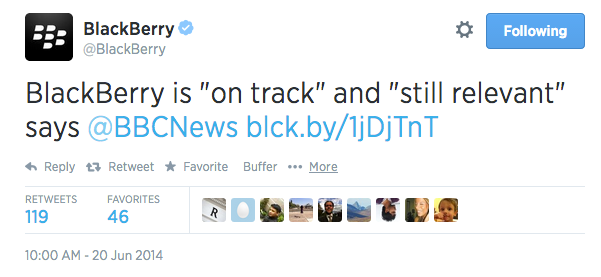 BlackBerry
@BlackBerry
Following
BlackBerry is "on track" and "still relevant"
says @BBCNews blck.by/1jDjTnT
Reply Retweet Favorite Buffer ••• More
RETWEETS FAVORITES
119 46
R
10:00 AM - 20 Jun 2014